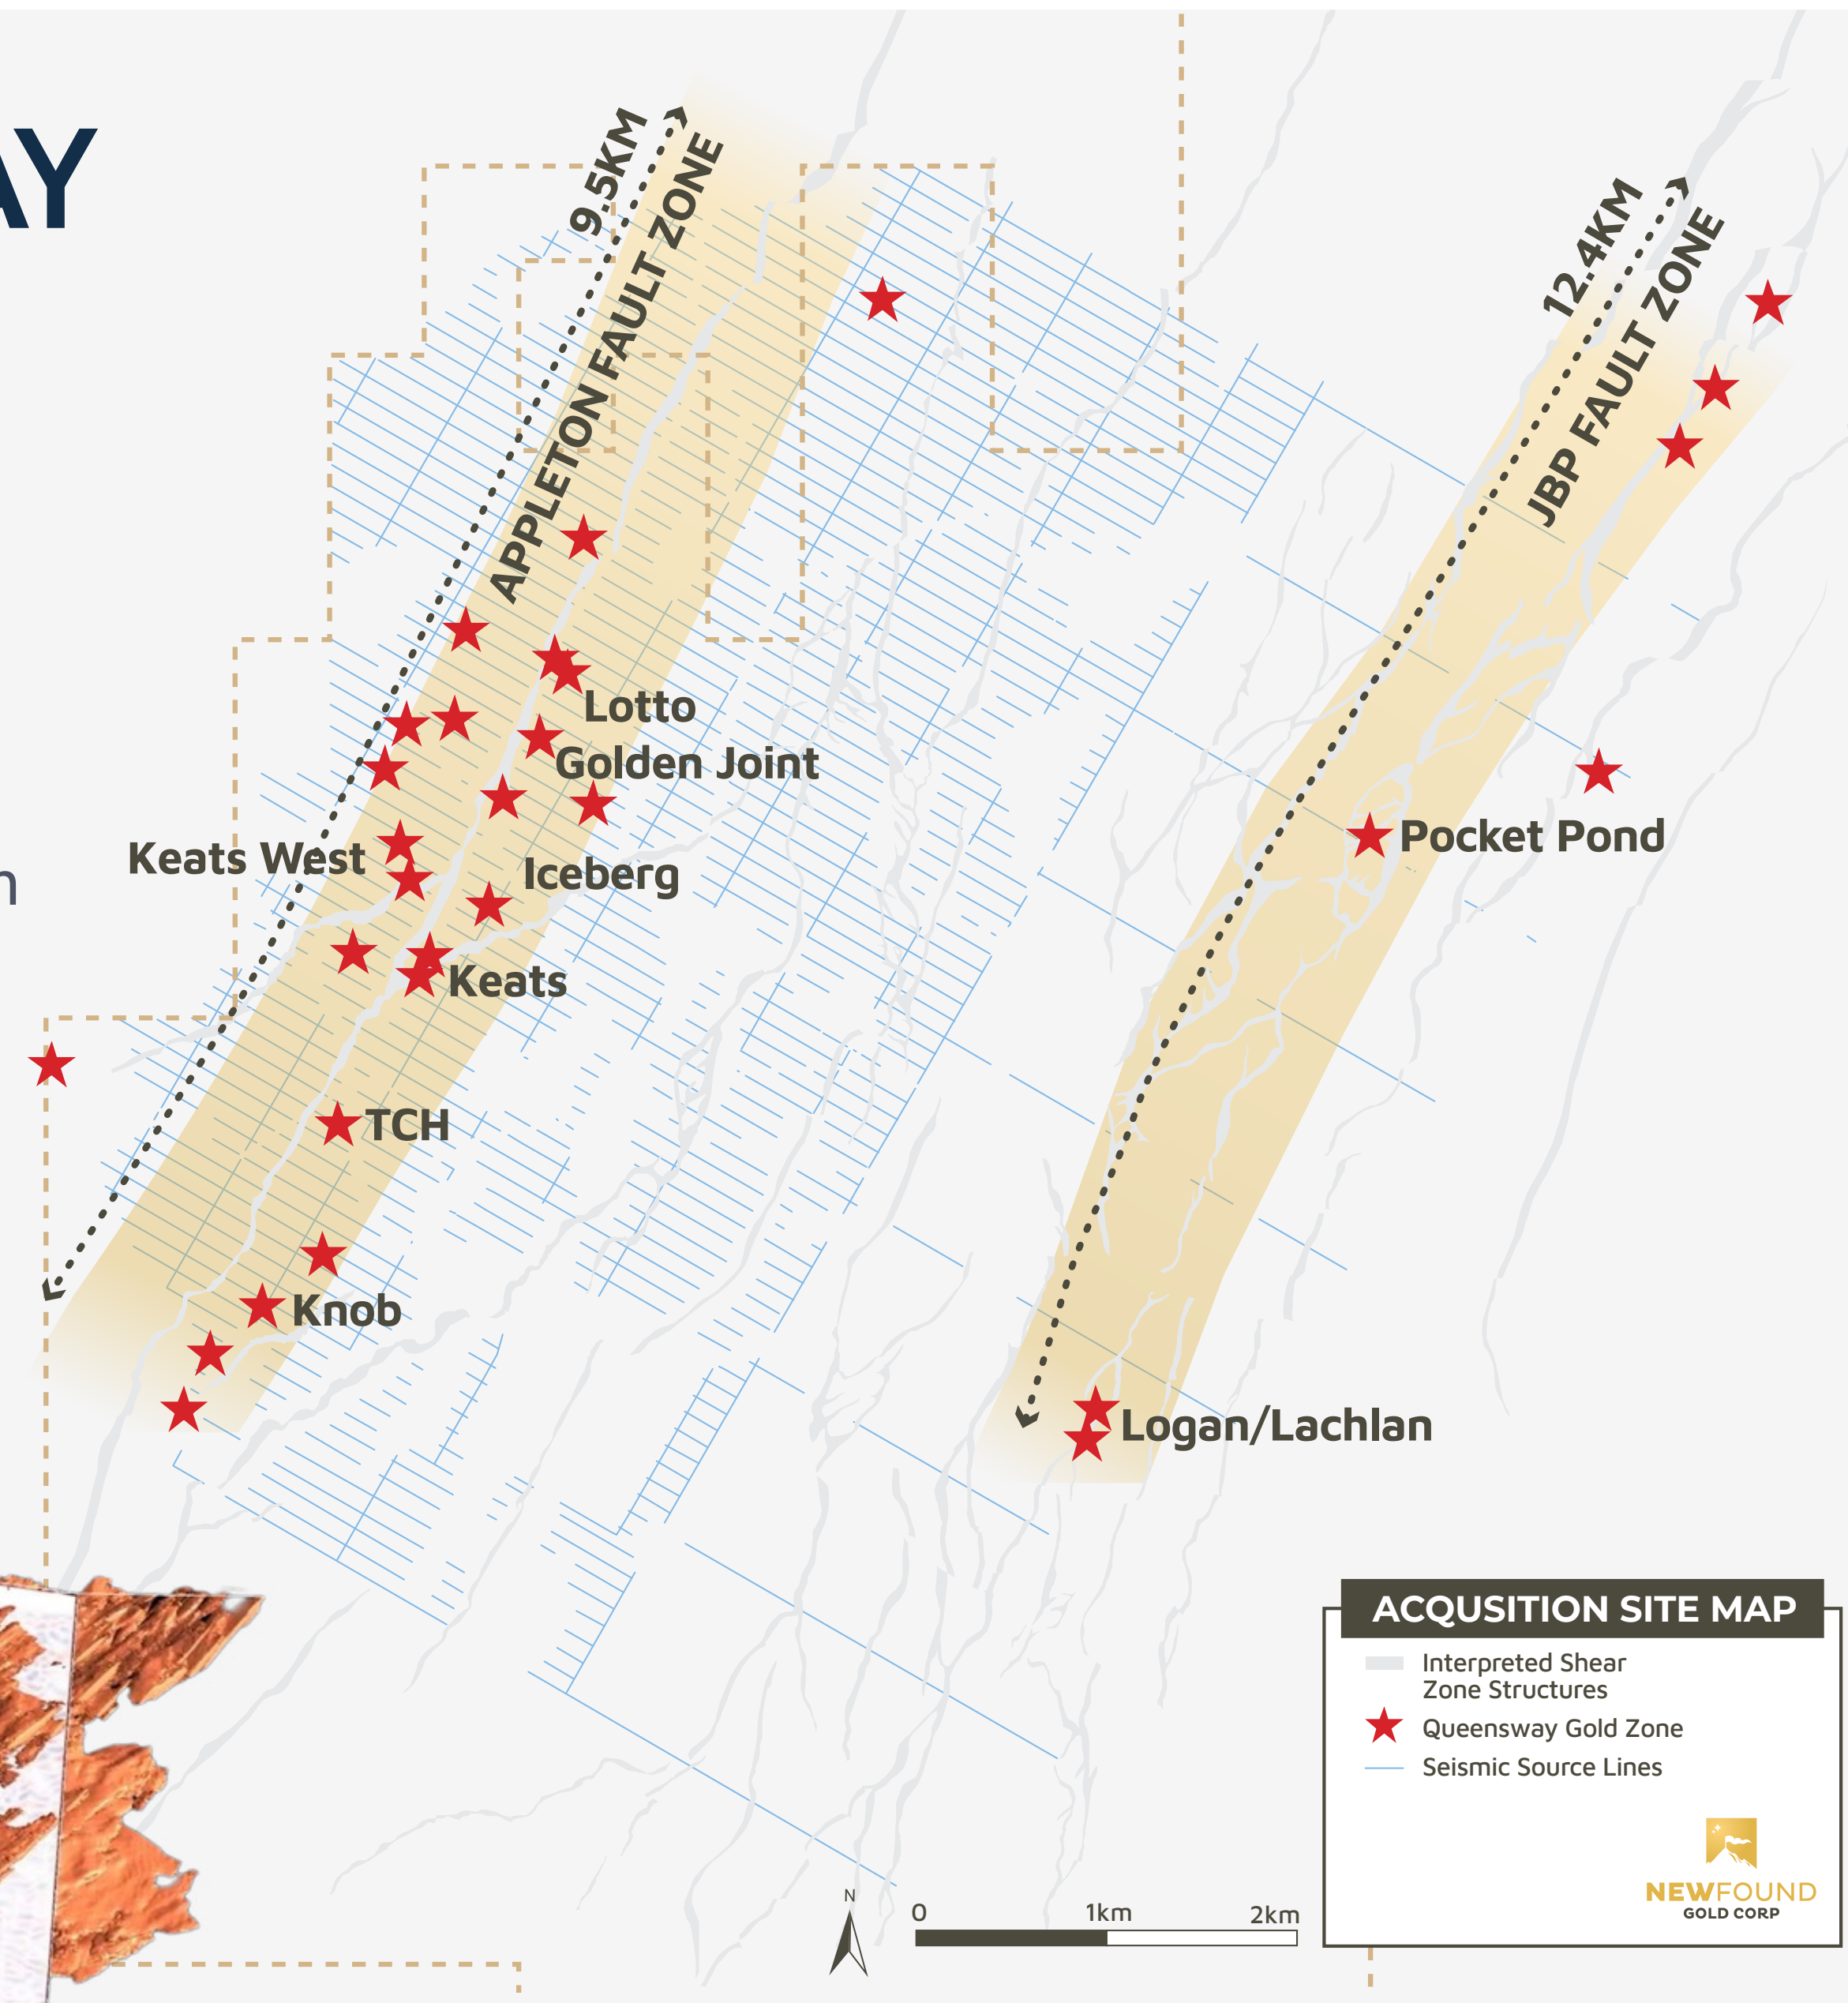 AY
9.5KM
APPLETON FAULT ZONE
12.4KM
JBP FAULT ZONE
Lotto
Golden Joint
Keats West
Iceberg
Pocket Pond
Keats
TCH
Knob
Logan/Lachlan
ACQUSITION SITE MAP
Interpreted Shear
Zone Structures
Queensway Gold Zone
Seismic Source Lines
NEWFOUND
GOLD CORP
N
0 1km 2km